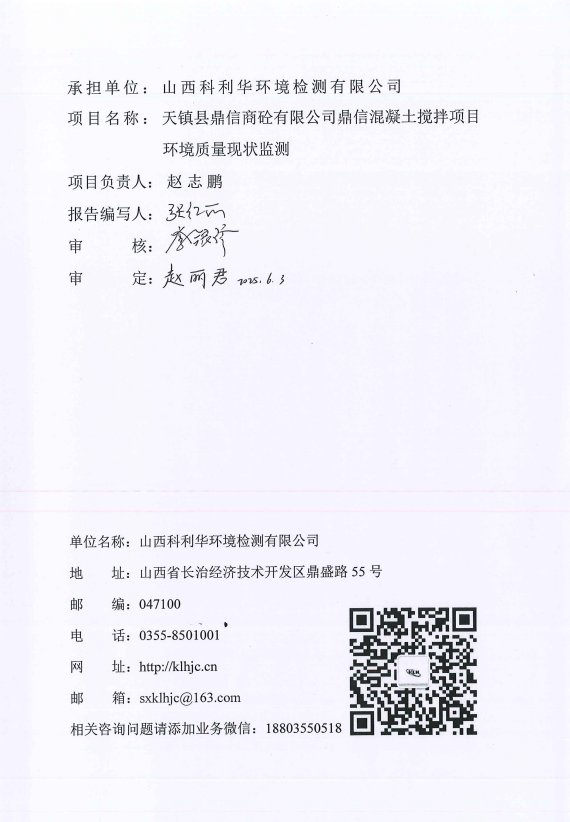 承担单位：山西科利华环境检测有限公司
项目名称：天镇县鼎信商砼有限公司鼎信混凝土搅拌项目
环境质量现状监测
项目负责人：赵志鹏
报告编写人：张红丽
审　　核：
审　　定：赵丽君 2025.6.3
单位名称：山西科利华环境检测有限公司
地　　址：山西省长治经济技术开发区鼎盛路 55 号
邮　　编：047100
电　　话：0355-8501001
网　　址：http://klhjc.cn
邮　　箱：sxklhjc@163.com
相关咨询问题请添加业务微信：18803550518